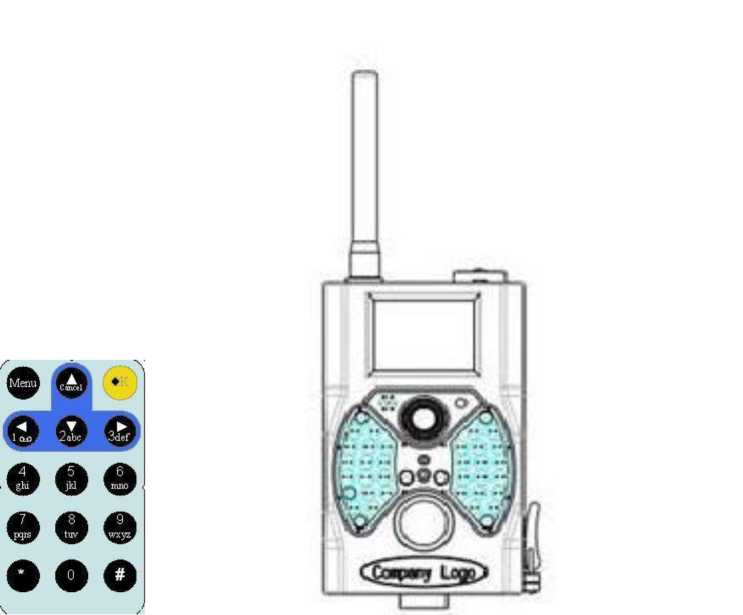 Menu
Cancel
OK
1
2abc
3def
4
ghi
5
jkl
6
mno
7
pqrs
8
tuv
9
wxyz
*
0
#
Company Logo